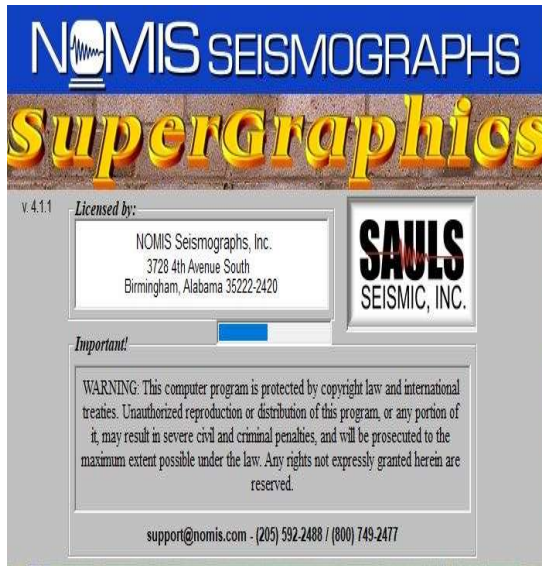 NOMIS SEISMOGRAPHS
SuperGraphics
v. 4.1.1
Licensed by:
NOMIS Seismographs, Inc.
3728 4th Avenue South
Birmingham, Alabama 35222-2420
SAULS
SEISMIC, INC.
Important!
WARNING: This computer program is protected by copyright law and international
treaties. Unauthorized reproduction or distribution of this program, or any portion of
it, may result in severe civil and criminal penalties, and will be prosecuted to the
maximum extent possible under the law. Any rights not expressly granted herein are
reserved.
support@nomis.com - (205) 592-2488 / (800) 749-2477